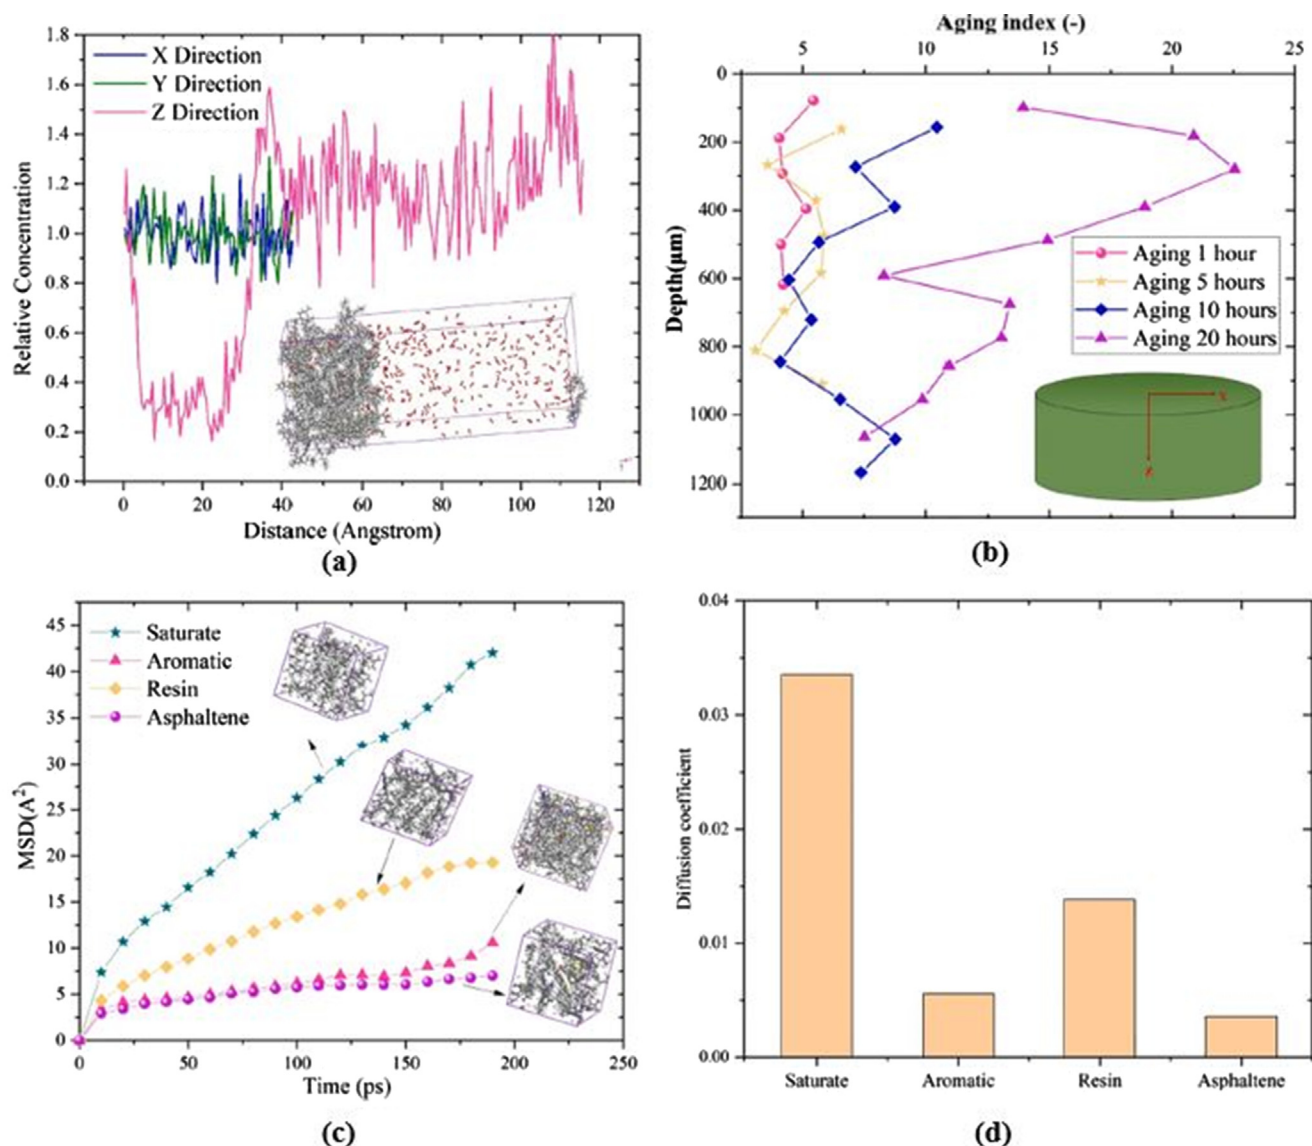 1.8
1.6
1.4
1.2
1.0
0.8
0.6
0.4
0.2
0.0
Relative Concentration
X Direction
Y Direction
Z Direction
0 20 40 60 80 100 120
Distance (Angstrom)
(a)
Aging index (-)
5 10 15 20 25
0
200
400
600
800
1000
1200
Depth(μm)
Aging 1 hour
Aging 5 hours
Aging 10 hours
Aging 20 hours
X
Z
(b)
45
40
35
30
25
20
15
10
5
0
MSD(A²)
Saturate
Aromatic
Resin
Asphaltene
0 50 100 150 200 250
Time (ps)
(c)
0.04
0.03
0.02
0.01
0.00
Diffusion coefficient
Saturate Aromatic Resin Asphaltene
(d)